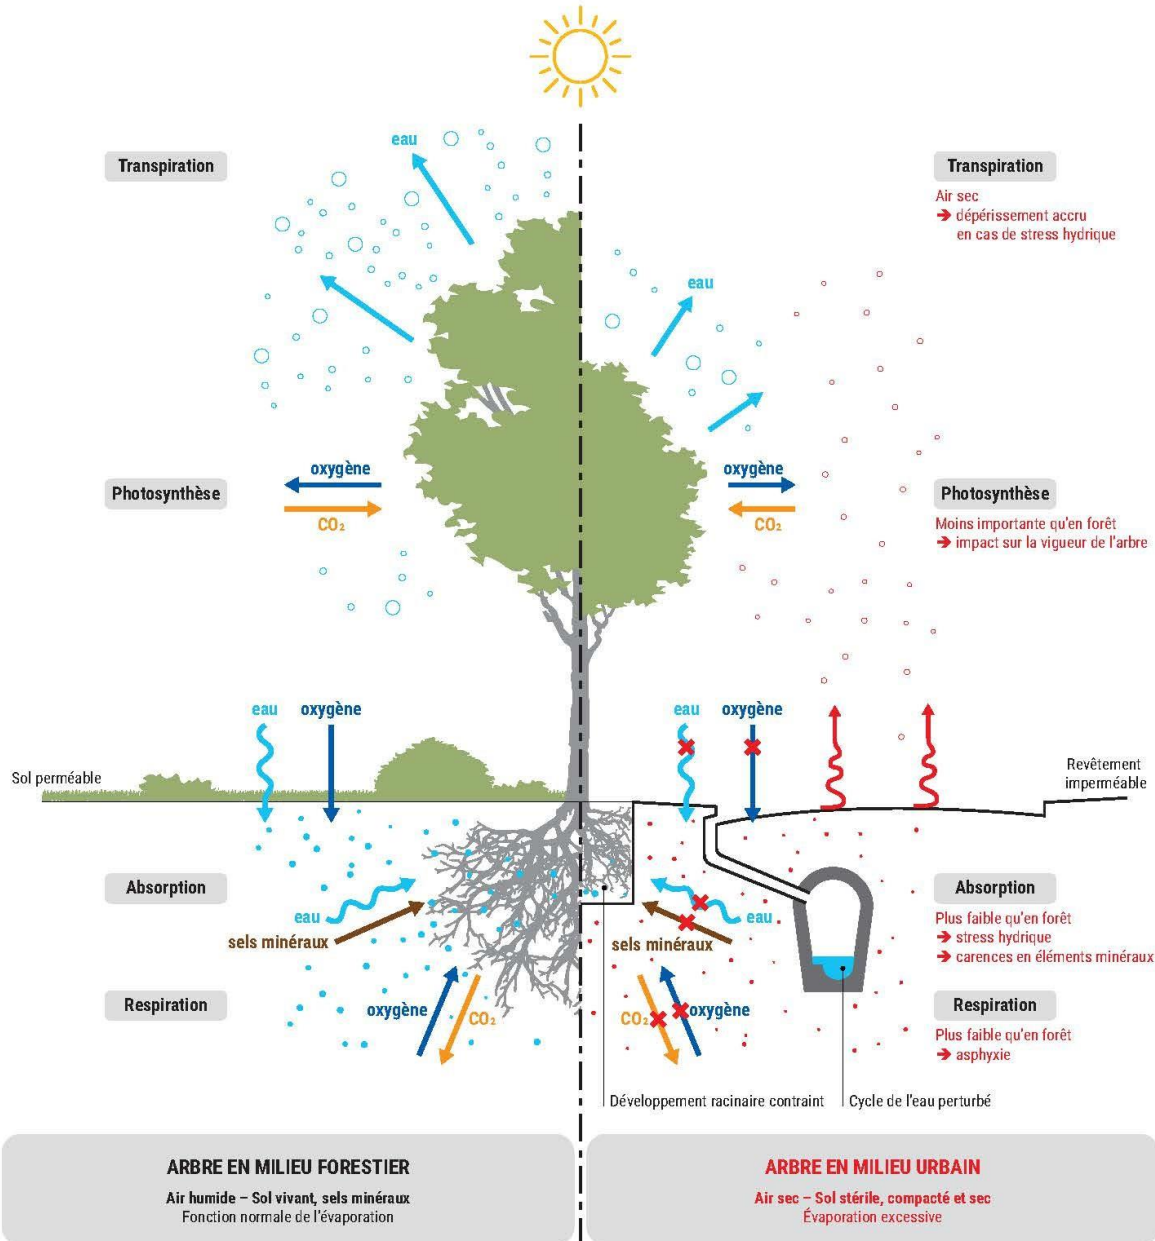 eau
Transpiration
Transpiration
Air sec
➔ dépérissement accru
en cas de stress hydrique
eau
oxygène
CO₂
Photosynthèse
oxygène
CO₂
Photosynthèse
Moins importante qu'en forêt
➔ impact sur la vigueur de l'arbre
eau
oxygène
eau
oxygène
Sol perméable
Revêtement
imperméable
Absorption
eau
sels minéraux
eau
sels minéraux
Absorption
Plus faible qu'en forêt
➔ stress hydrique
➔ carences en éléments minéraux
Respiration
oxygène
CO₂
CO₂
oxygène
Respiration
Plus faible qu'en forêt
➔ asphyxie
Développement racinaire contraint
Cycle de l'eau perturbé
ARBRE EN MILIEU FORESTIER
Air humide – Sol vivant, sels minéraux
Fonction normale de l'évaporation
ARBRE EN MILIEU URBAIN
Air sec – Sol stérile, compacté et sec
Évaporation excessive